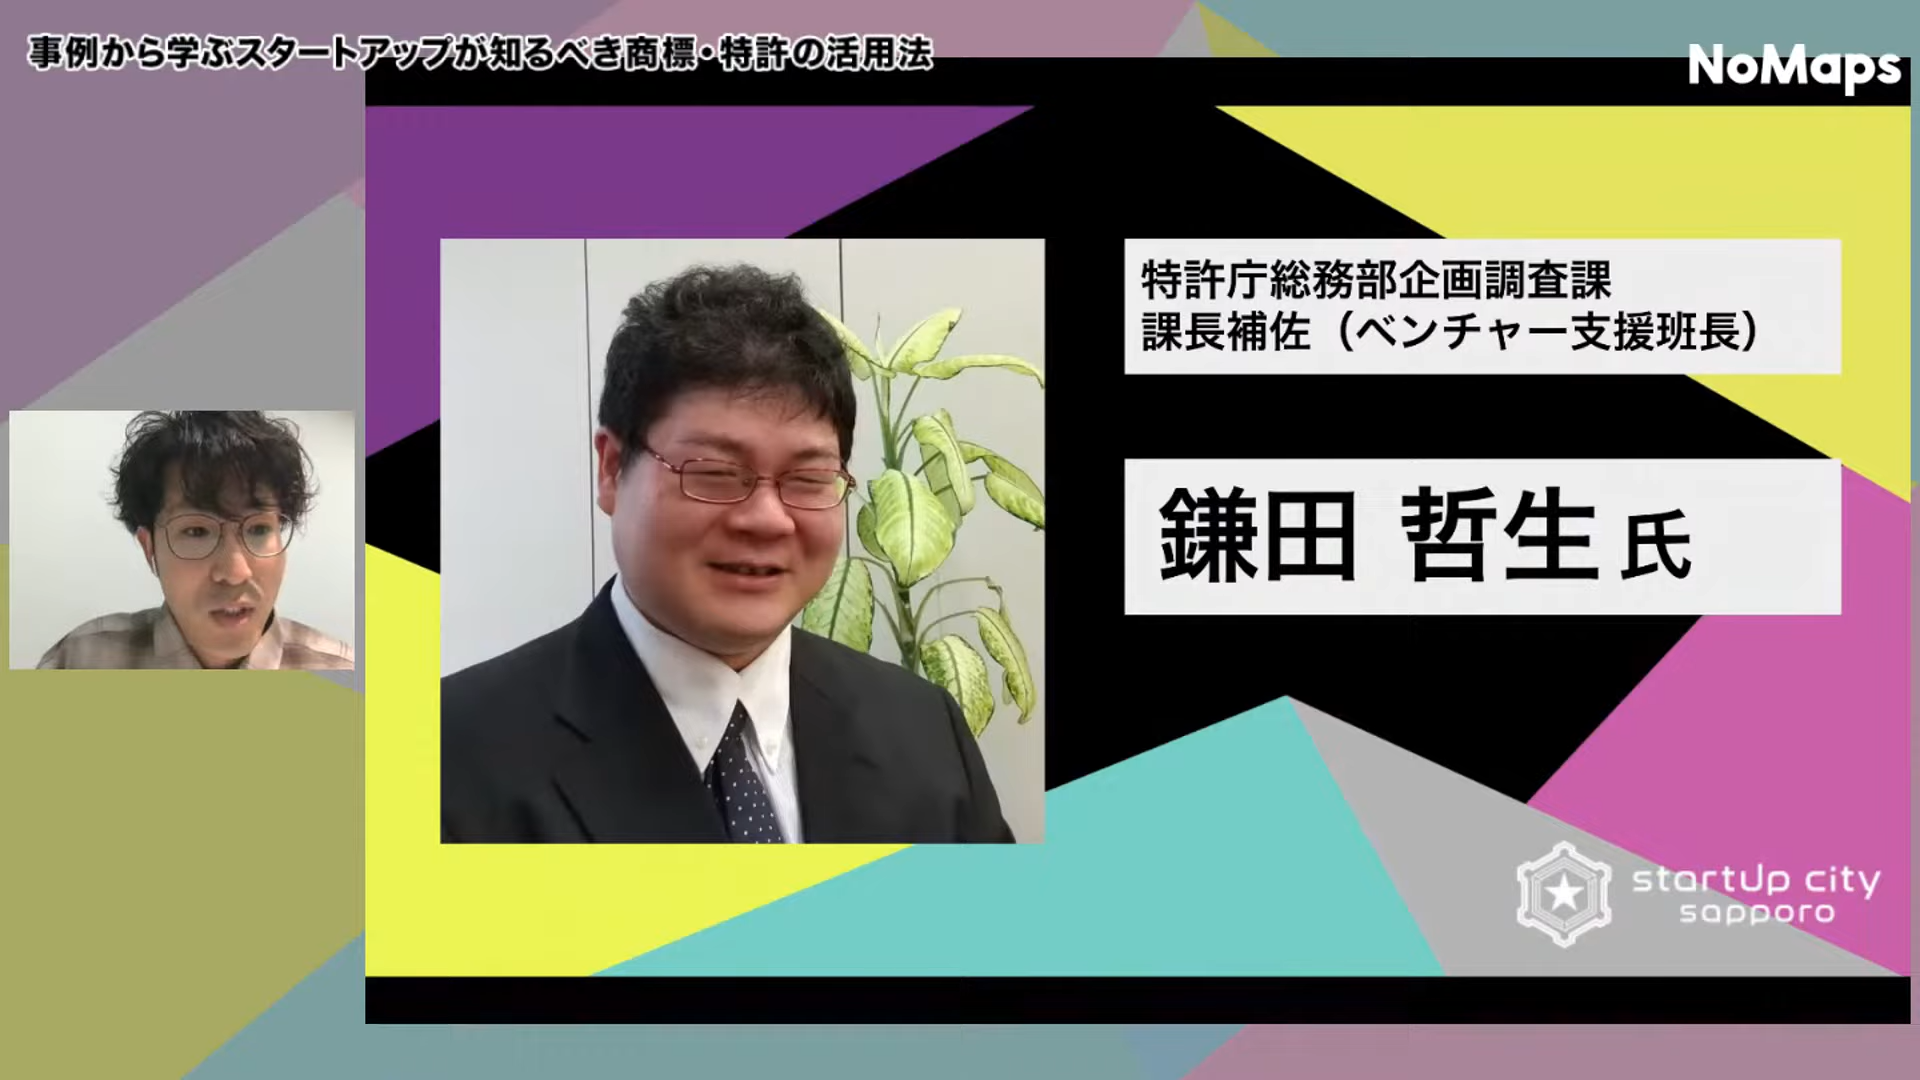 事例から学ぶスタートアップが知るべき商標・特許の活用法
NoMaps
特許庁総務部企画調査課
課長補佐（ベンチャー支援班長）
鎌田 哲生 氏
startup city
sapporo